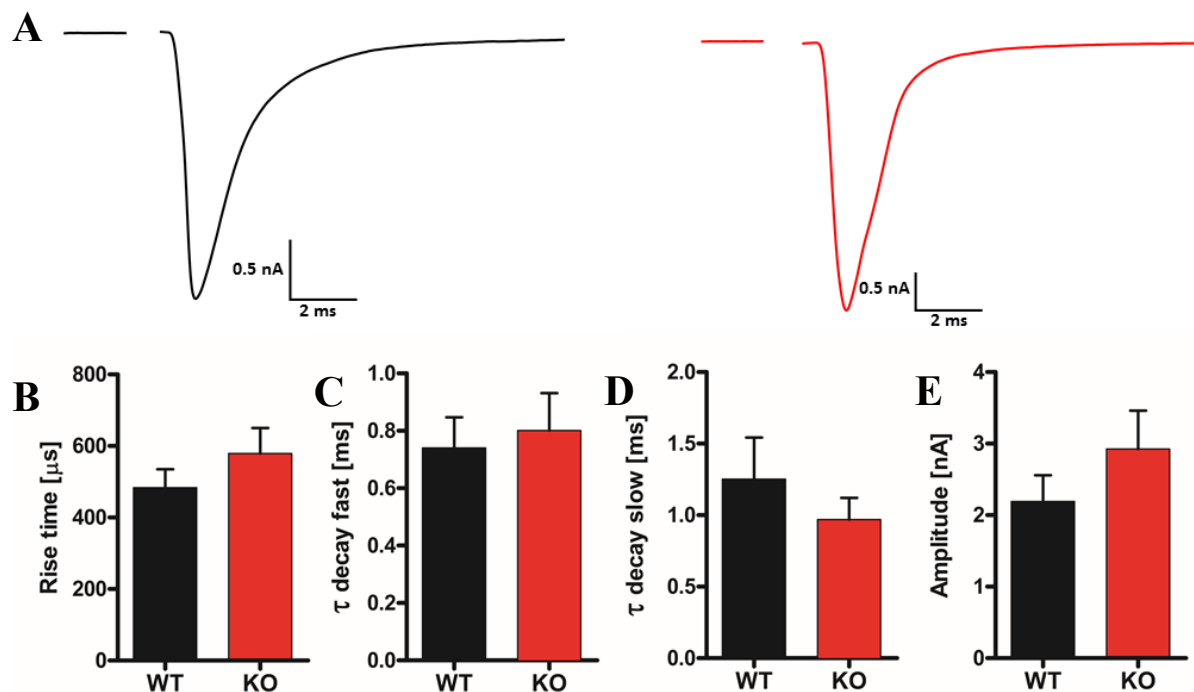 A
0.5 nA
2 ms
0.5 nA
2 ms
B
Rise time [μs]
800
600
400
200
0
WT KO
C
τ decay fast [ms]
1.0
0.8
0.6
0.4
0.2
0.0
WT KO
D
τ decay slow [ms]
2.0
1.5
1.0
0.5
0.0
WT KO
E
Amplitude [nA]
4
3
2
1
0
WT KO